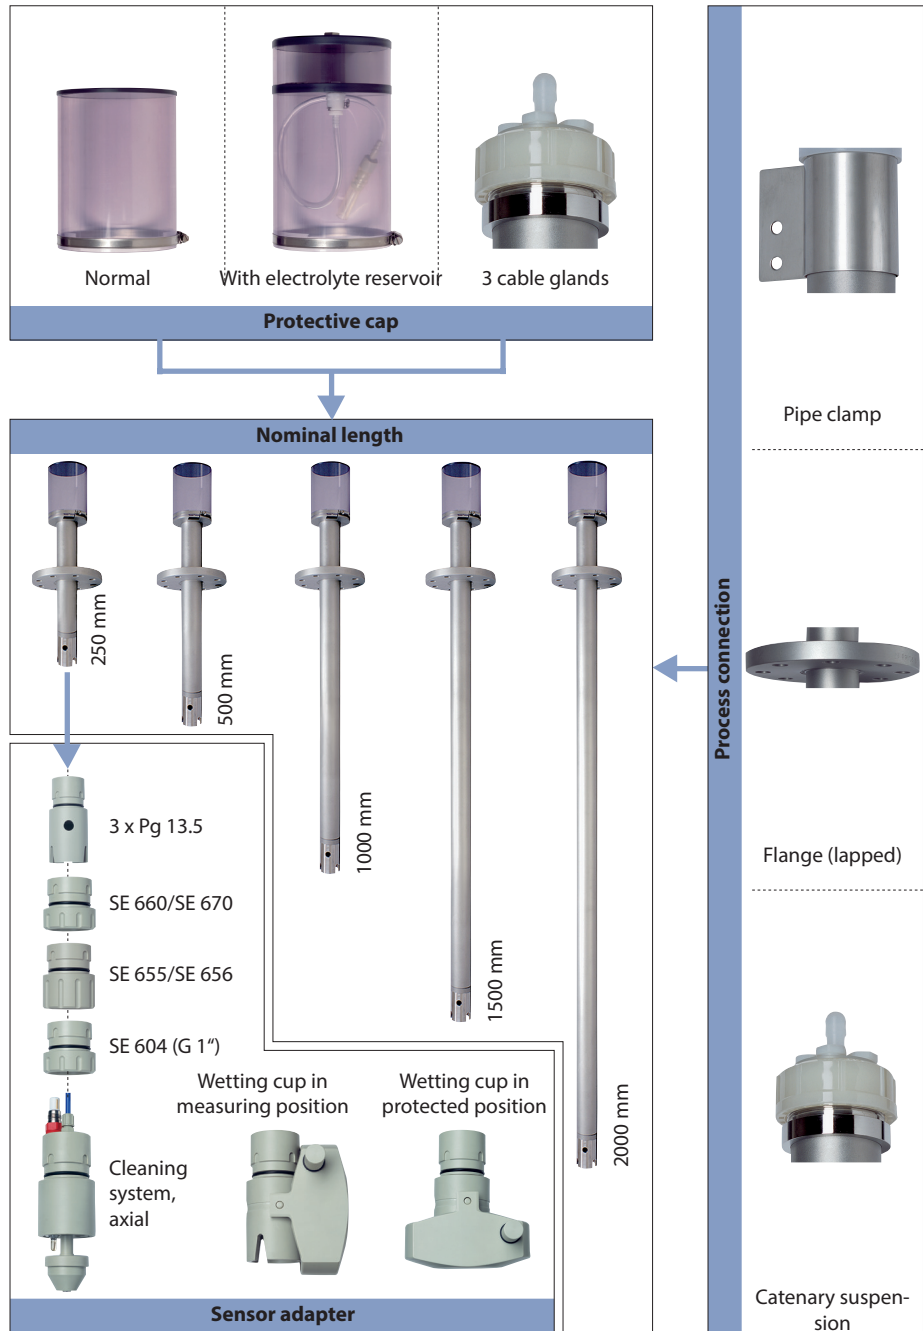 Normal
With electrolyte reservoir
3 cable glands
Protective cap
Nominal length
250 mm
500 mm
1000 mm
1500 mm
2000 mm
3 x Pg 13.5
SE 660/SE 670
SE 655/SE 656
SE 604 (G 1“)
Cleaning
system,
axial
Wetting cup in
measuring position
Wetting cup in
protected position
Sensor adapter
Process connection
Pipe clamp
Flange (lapped)
Catenary suspen-
sion